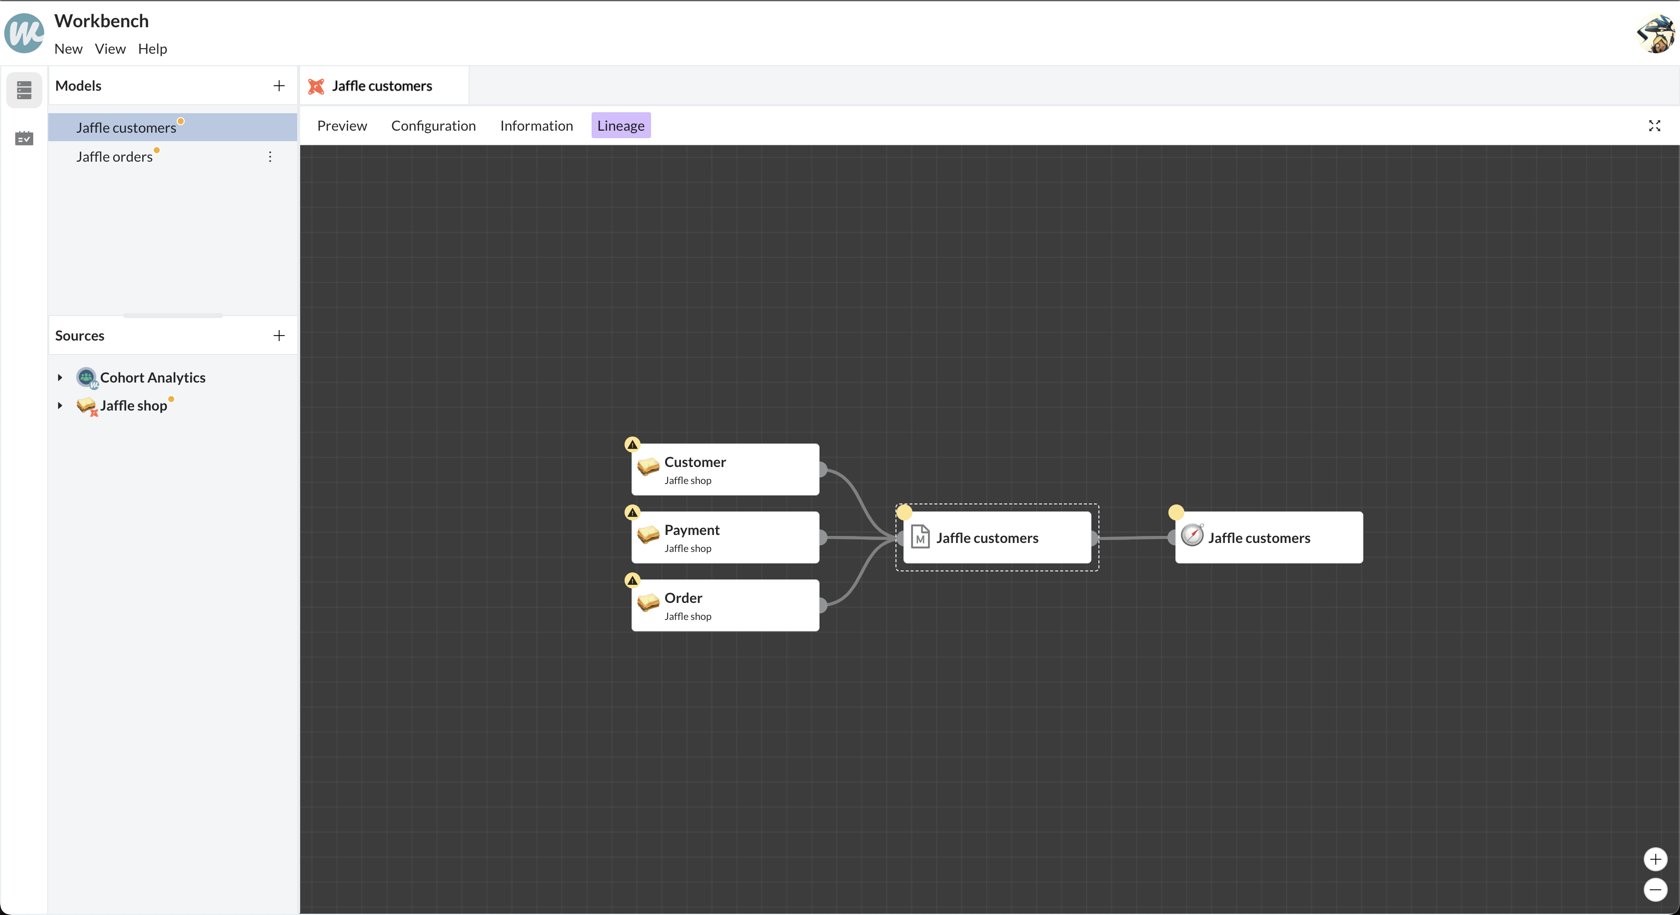 Workbench
New View Help
Models
Jaffle customers
Jaffle orders
Sources
Cohort Analytics
Jaffle shop
Jaffle customers
Preview Configuration Information Lineage
Customer
Jaffle shop
Payment
Jaffle shop
Order
Jaffle shop
M
Jaffle customers
Jaffle customers